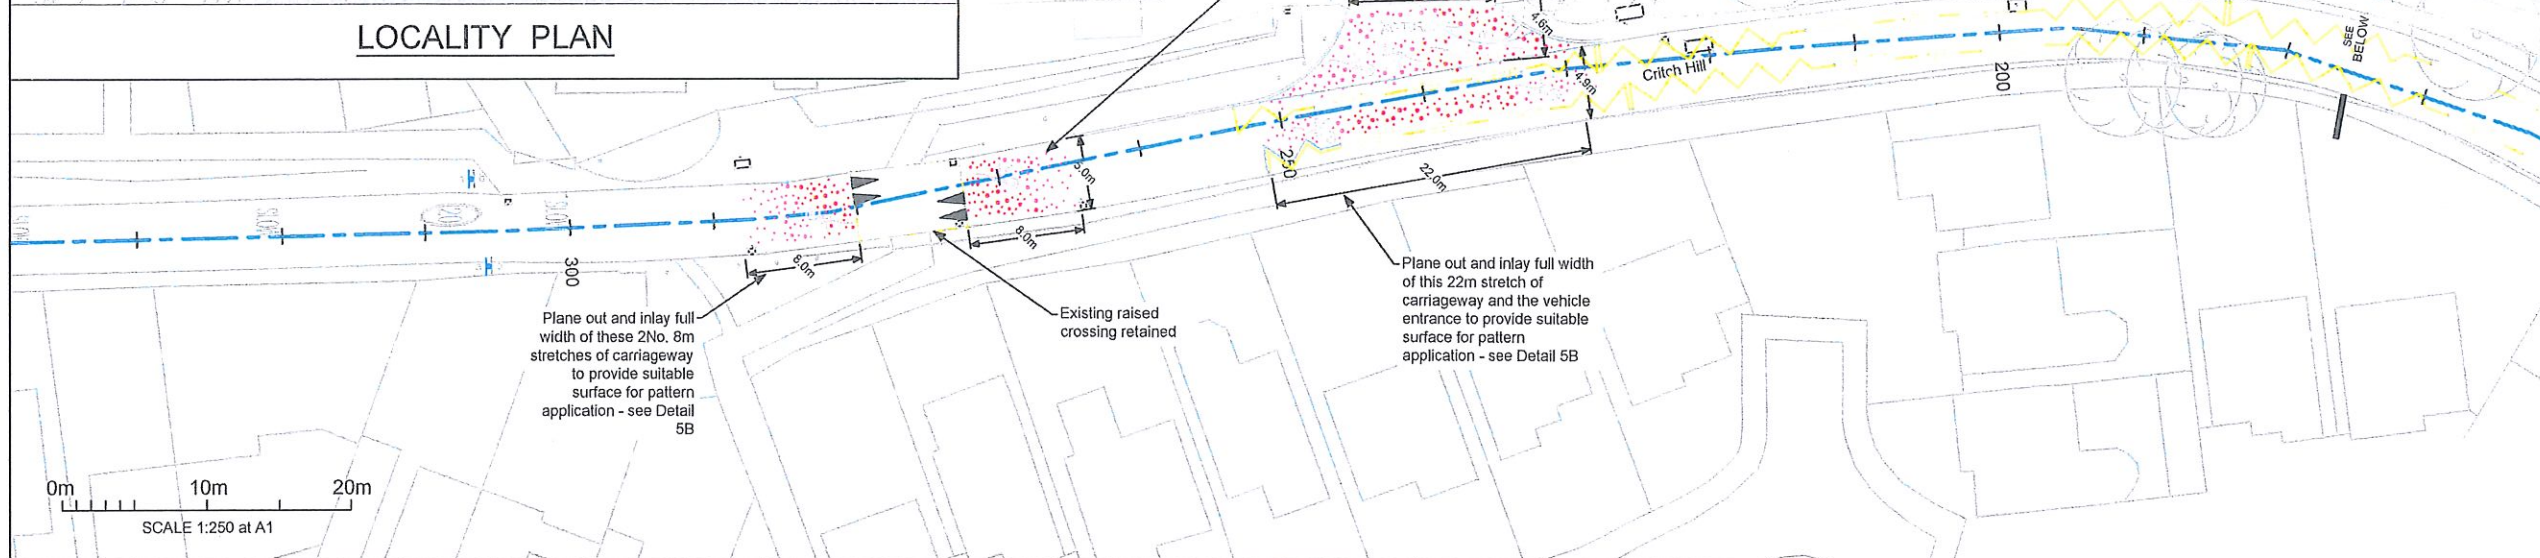 LOCALITY PLAN
4.6m
4.9m
Critch Hill
200
SEE
BELOW
250
22.0m
8.0m
300
8.0m
Plane out and inlay full
width of these 2No. 8m
stretches of carriageway
to provide suitable
surface for pattern
application - see Detail
5B
Existing raised
crossing retained
Plane out and inlay full width
of this 22m stretch of
carriageway and the vehicle
entrance to provide suitable
surface for pattern
application - see Detail 5B
0m 10m 20m
SCALE 1:250 at A1